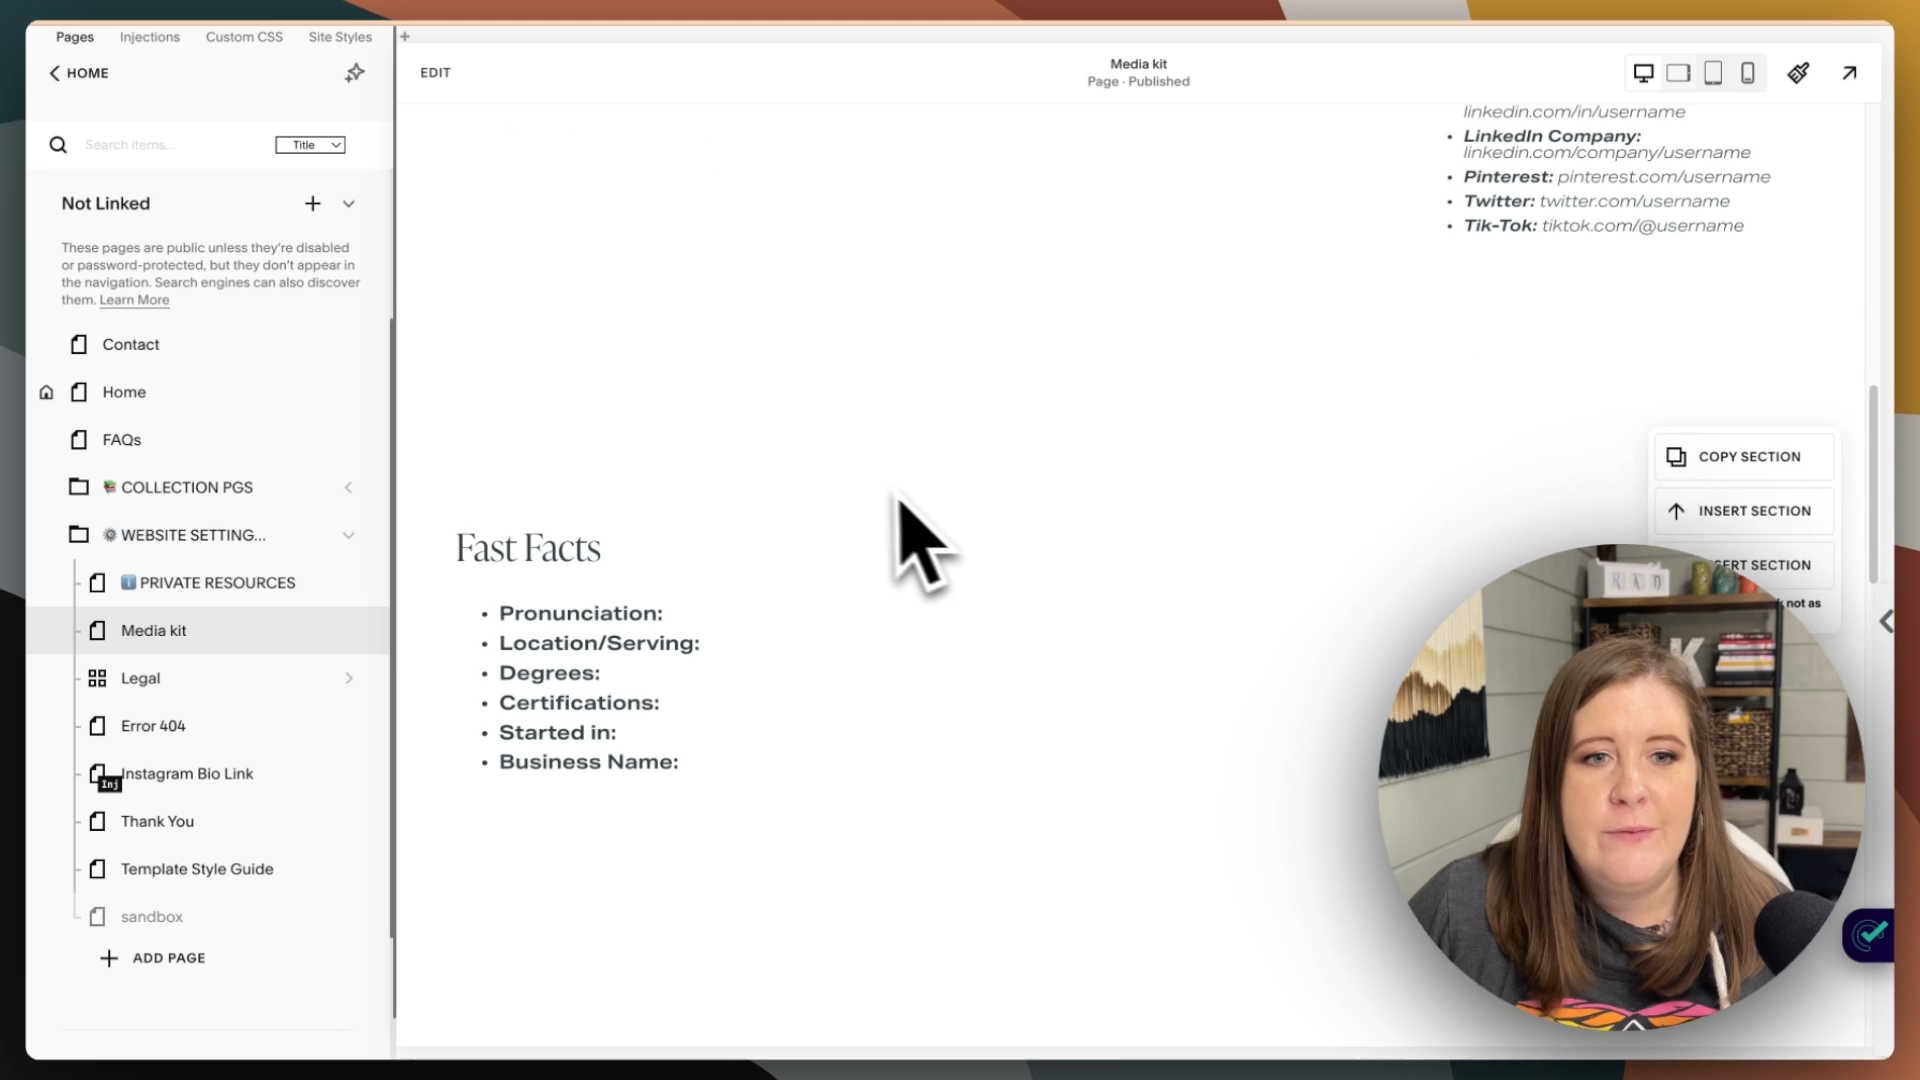 Pages Injections Custom CSS Site Styles +
HOME
EDIT
Media kit
Page · Published
Search items...
Title
Not Linked
These pages are public unless they're disabled
or password-protected, but they don't appear in
the navigation. Search engines can also discover
them. Learn More
Contact
Home
FAQs
COLLECTION PGS
WEBSITE SETTING...
PRIVATE RESOURCES
Media kit
Legal
Error 404
Instagram Bio Link
Inj
Thank You
Template Style Guide
sandbox
ADD PAGE
linkedin.com/in/username
• LinkedIn Company:
linkedin.com/company/username
• Pinterest: pinterest.com/username
• Twitter: twitter.com/username
• Tik-Tok: tiktok.com/@username
Fast Facts
• Pronunciation:
• Location/Serving:
• Degrees:
• Certifications:
• Started in:
• Business Name:
COPY SECTION
INSERT SECTION
SECTION
not as
K